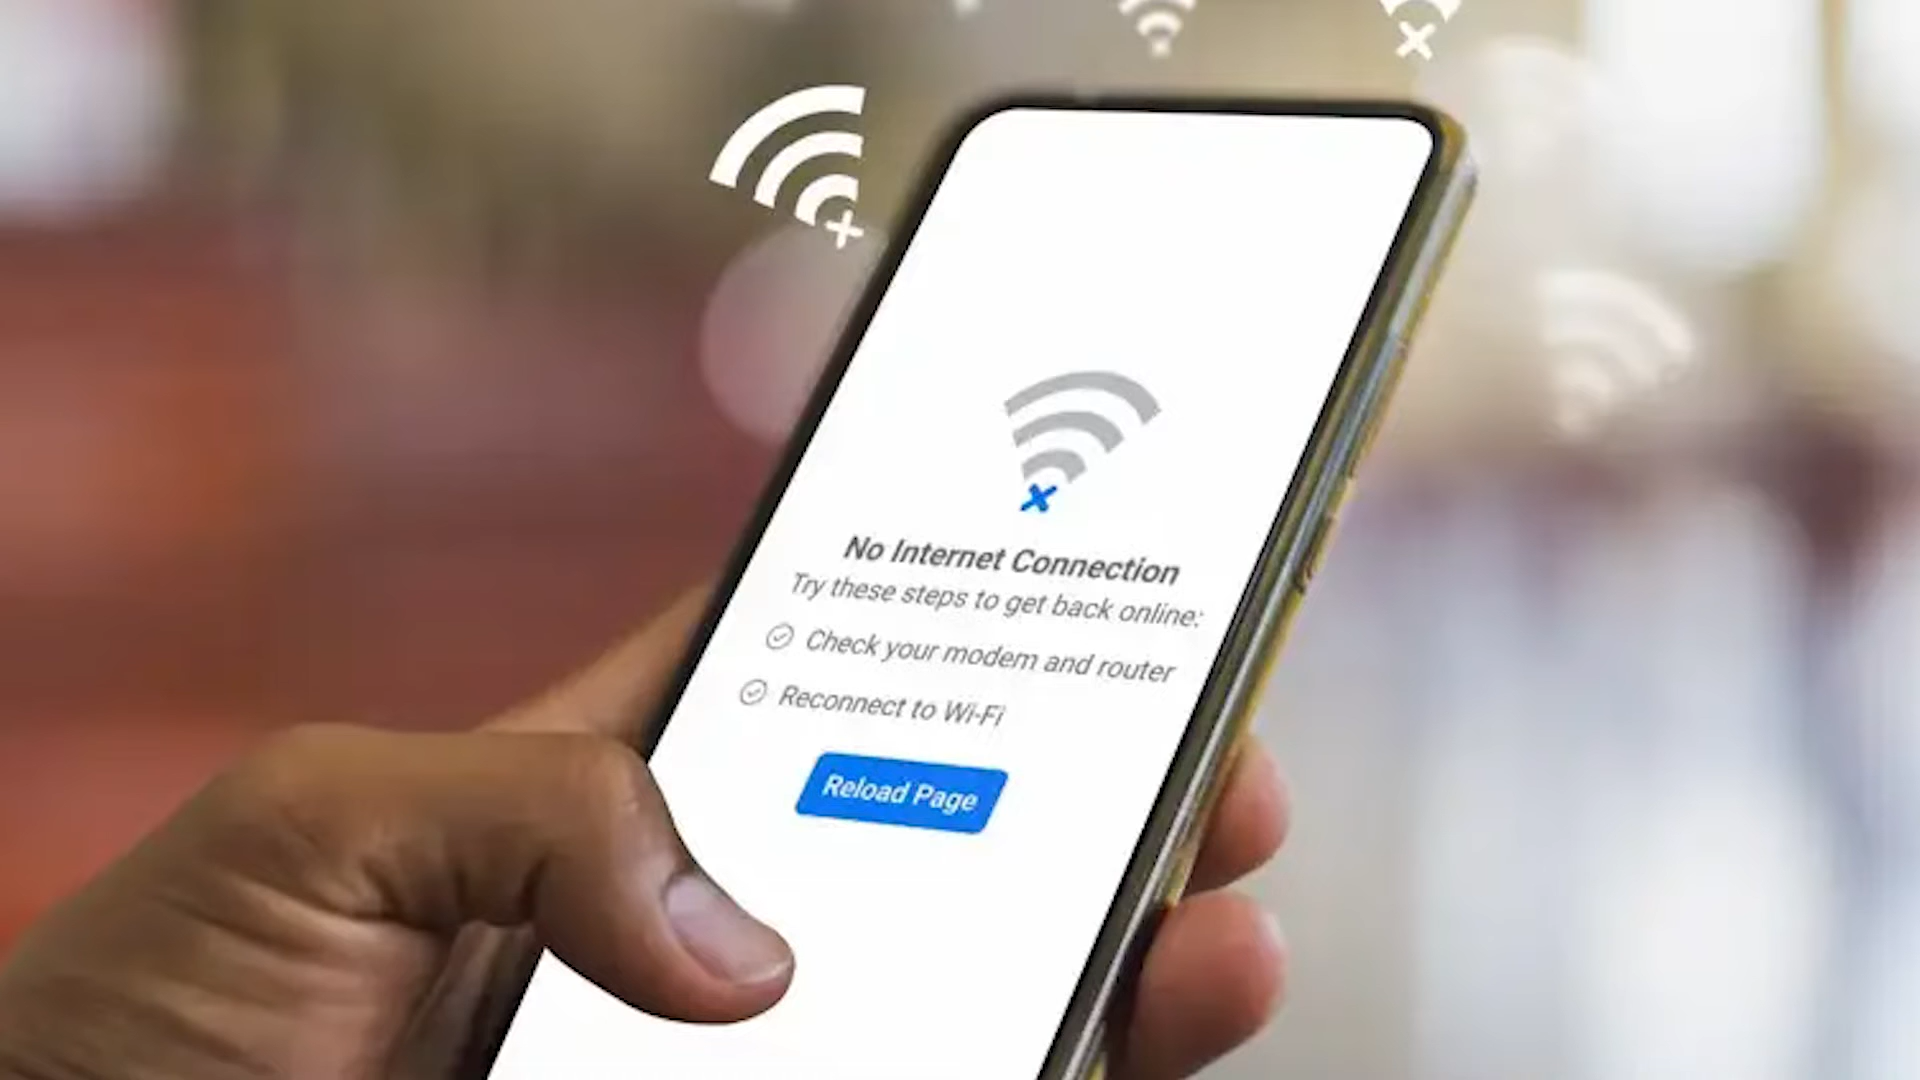 No Internet Connection
Try these steps to get back online:
Check your modem and router
Reconnect to Wi-Fi
Reload Page